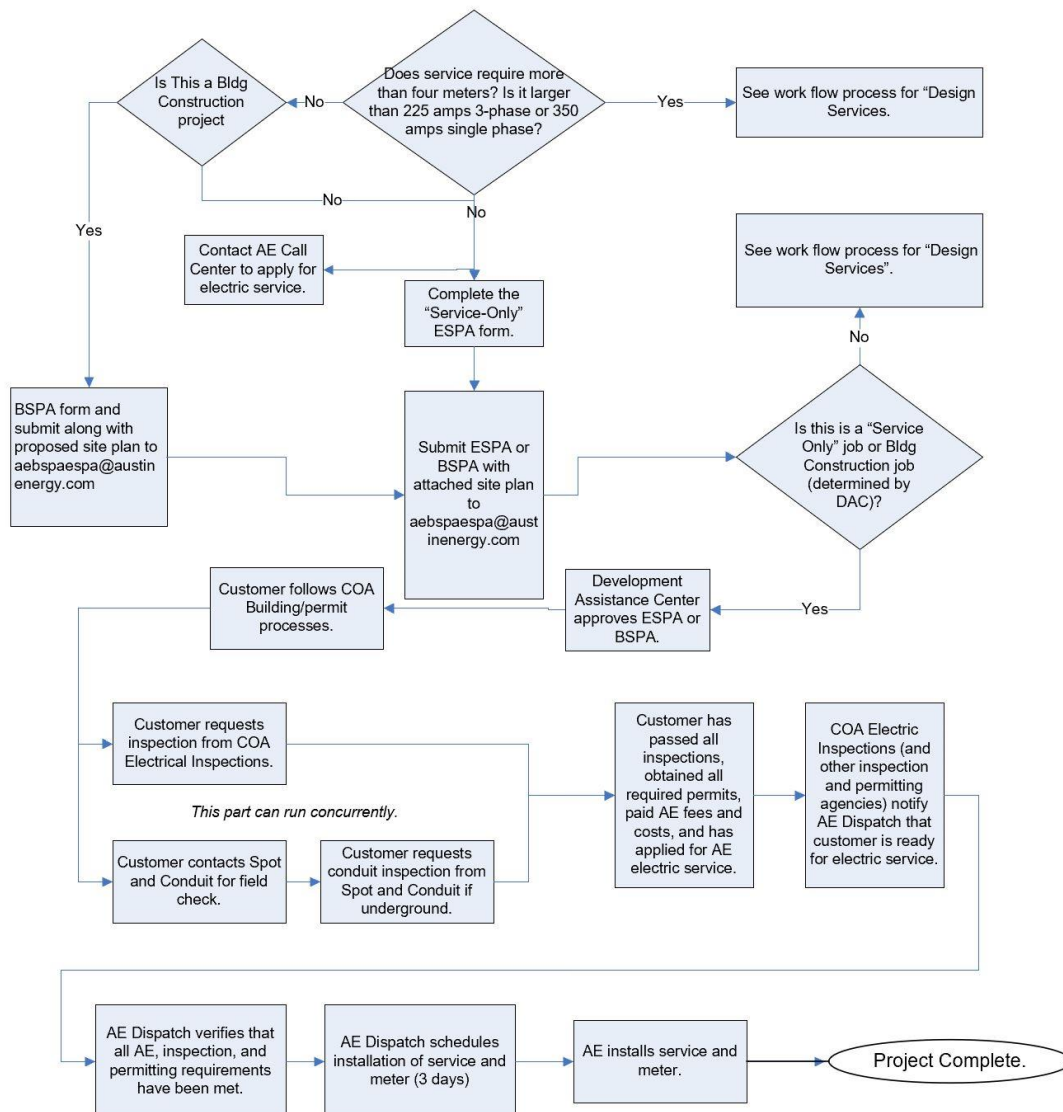 Is This a Bldg
Construction
project
No
Does service require more
than four meters? Is it larger
than 225 amps 3-phase or 350
amps single phase?
Yes
See work flow process for “Design
Services.
No
No
Yes
Contact AE Call
Center to apply for
electric service.
Complete the
“Service-Only”
ESPA form.
See work flow process for “Design
Services”.
No
BSPA form and
submit along with
proposed site plan to
aebspaespa@austin
energy.com
Submit ESPA or
BSPA with
attached site plan
to
aebspaespa@aust
inenergy.com
Is this is a “Service
Only” job or Bldg
Construction job
(determined by
DAC)?
Yes
Development
Assistance Center
approves ESPA or
BSPA.
Customer follows COA
Building/permit
processes.
Customer requests
inspection from COA
Electrical Inspections.
This part can run concurrently.
Customer contacts Spot
and Conduit for field
check.
Customer requests
conduit inspection from
Spot and Conduit if
underground.
Customer has
passed all
inspections,
obtained all
required permits,
paid AE fees and
costs, and has
applied for AE
electric service.
COA Electric
Inspections (and
other inspection
and permitting
agencies) notify
AE Dispatch that
customer is ready
for electric service.
AE Dispatch verifies that
all AE, inspection, and
permitting requirements
have been met.
AE Dispatch schedules
installation of service and
meter (3 days)
AE installs service and
meter.
Project Complete.